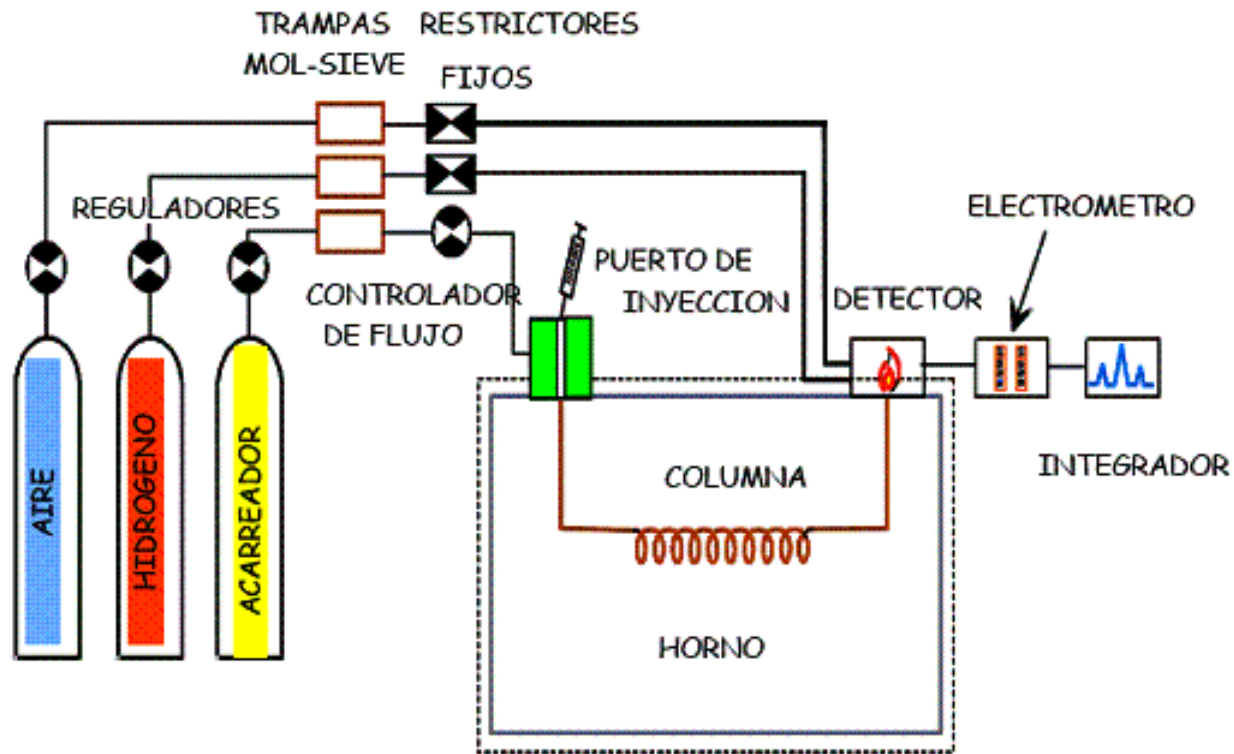 TRAMPAS RESTRICTORES
MOL-SIEVE FIJOS
REGULADORES
ELECTROMETRO
PUERTO DE
INYECCION
DETECTOR
CONTROLADOR
DE FLUJO
AIRE
HIDROGENO
ACARREADOR
COLUMNA
INTEGRADOR
HORNO